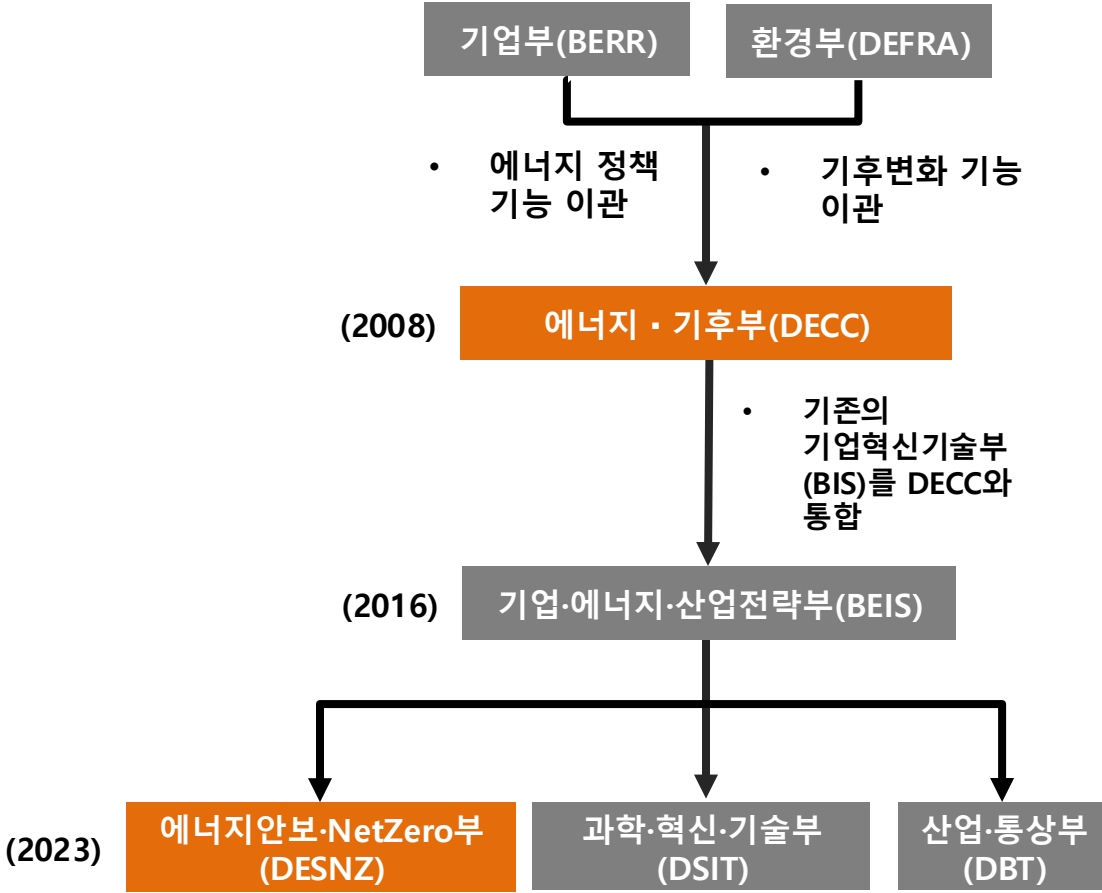 기업부(BERR)
환경부(DEFRA)
• 에너지 정책
기능 이관
• 기후변화 기능
이관
(2008)
에너지 ▪ 기후부(DECC)
• 기존의
기업혁신기술부
(BIS)를 DECC와
통합
(2016)
기업·에너지·산업전략부(BEIS)
(2023)
에너지안보·NetZero부
(DESNZ)
과학·혁신·기술부
(DSIT)
산업·통상부
(DBT)